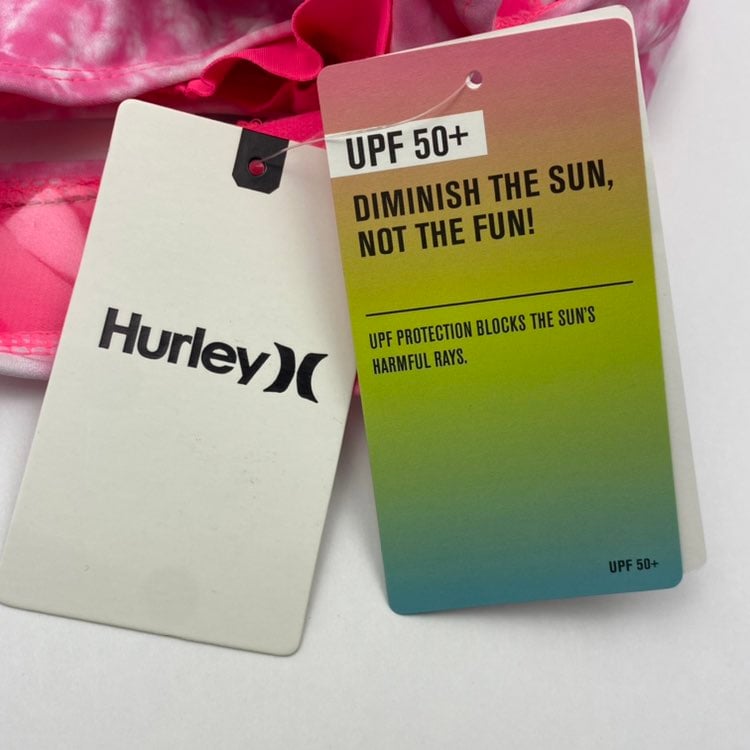 Hurley
UPF 50+
DIMINISH THE SUN,
NOT THE FUN!
UPF PROTECTION BLOCKS THE SUN'S
HARMFUL RAYS.
UPF 50+